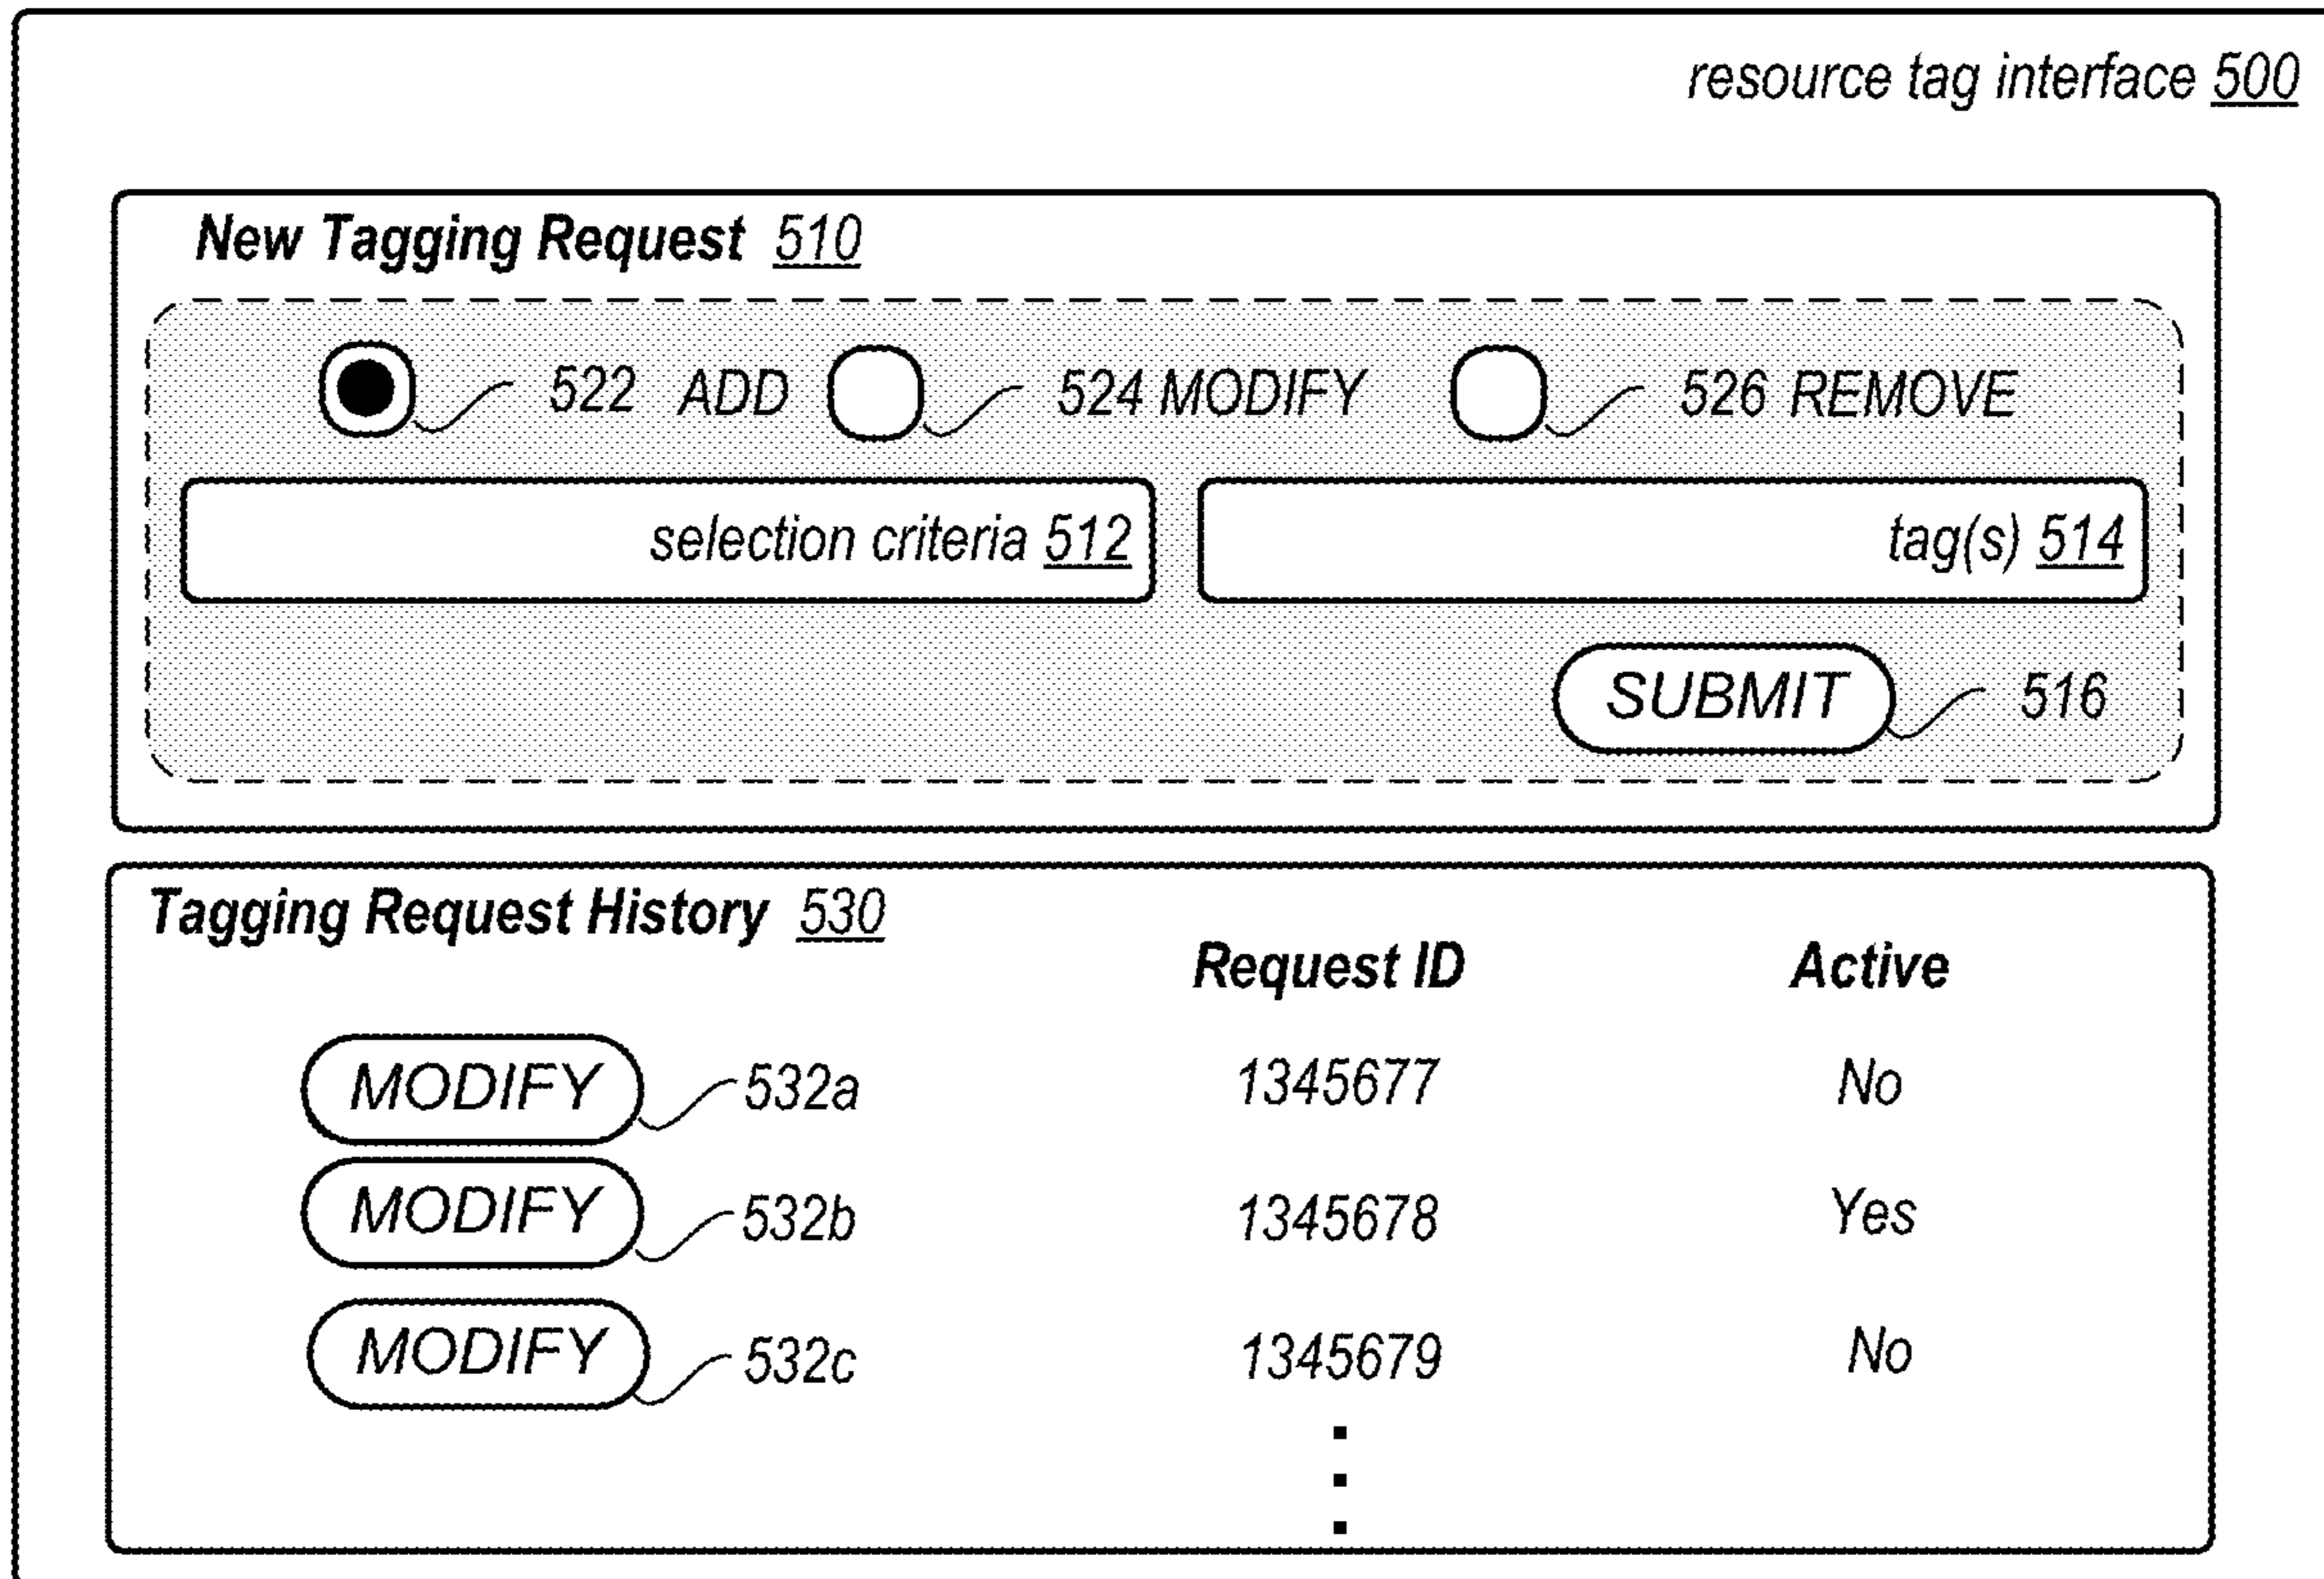 resource tag interface 500
New Tagging Request 510
522 ADD 524 MODIFY 526 REMOVE
selection criteria 512 tag(s) 514
SUBMIT 516
Tagging Request History 530
Request ID Active
MODIFY 532a 1345677 No
MODIFY 532b 1345678 Yes
MODIFY 532c 1345679 No